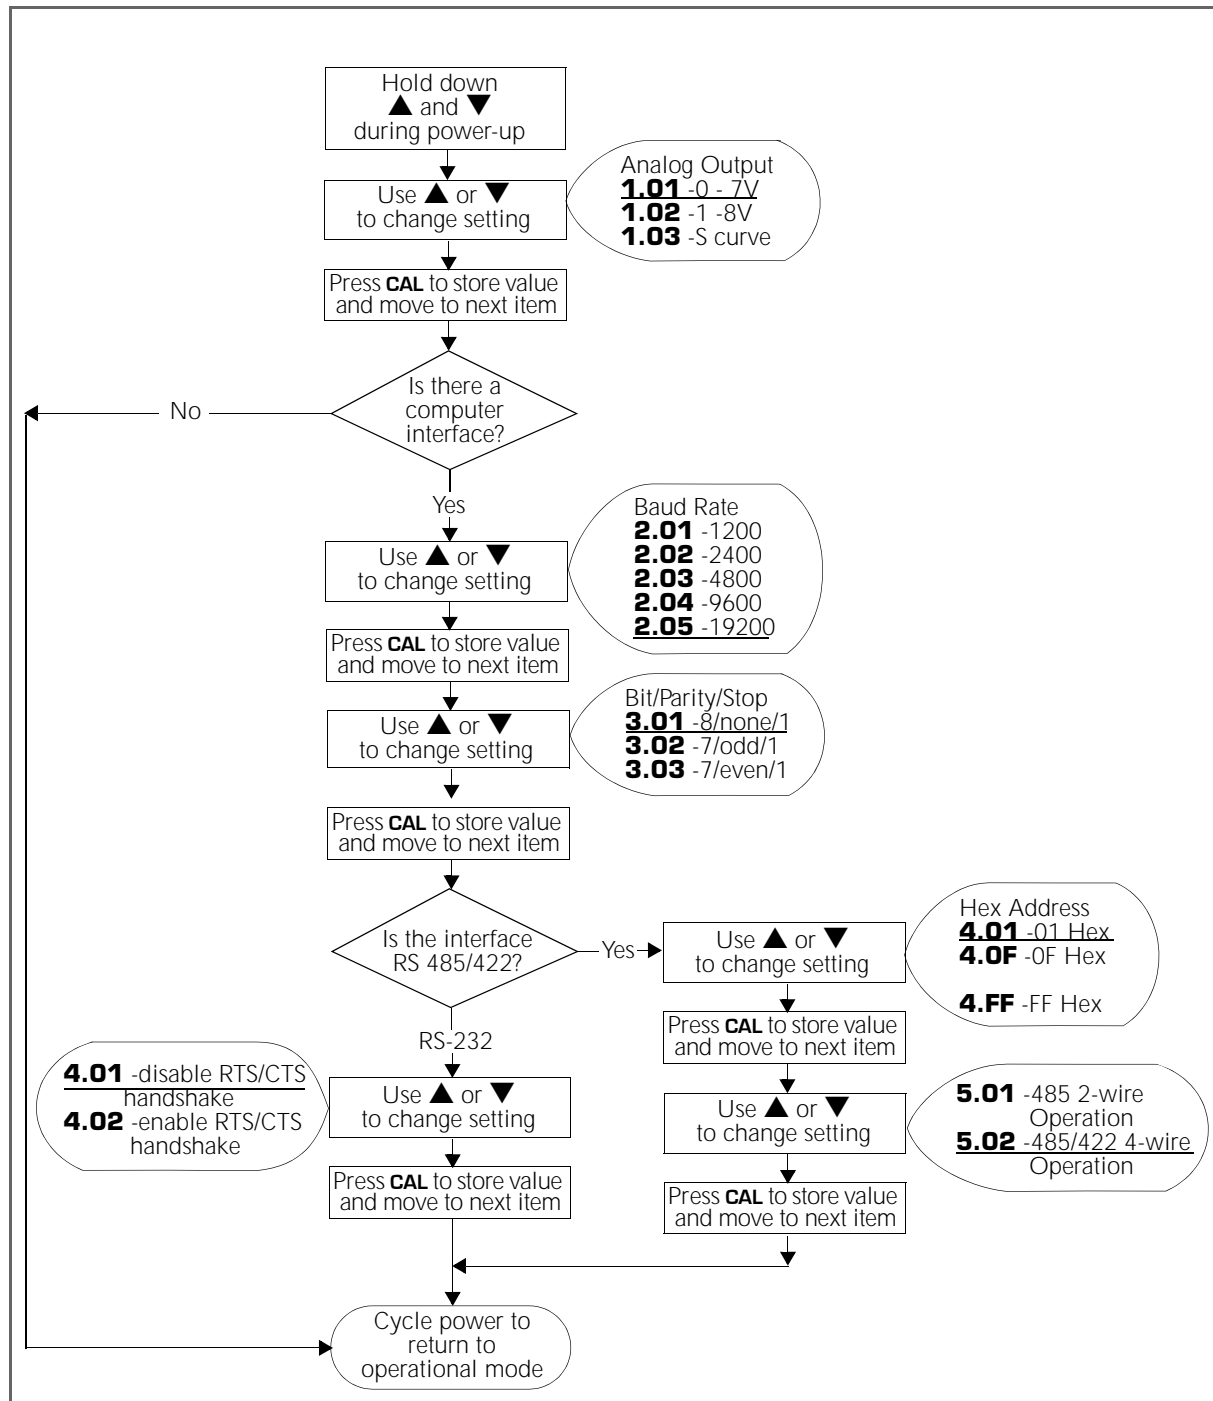 Hold down
▲ and ▼
during power-up
Use ▲ or ▼
to change setting
Analog Output
1.01 -0 - 7V
1.02 -1 -8V
1.03 -S curve
Press CAL to store value
and move to next item
Is there a
computer
interface?
No
Yes
Use ▲ or ▼
to change setting
Baud Rate
2.01 -1200
2.02 -2400
2.03 -4800
2.04 -9600
2.05 -19200
Press CAL to store value
and move to next item
Use ▲ or ▼
to change setting
Bit/Parity/Stop
3.01 -8/none/1
3.02 -7/odd/1
3.03 -7/even/1
Press CAL to store value
and move to next item
Is the interface
RS 485/422?
Yes
Use ▲ or ▼
to change setting
Hex Address
4.01 -01 Hex
4.0F -0F Hex
4.FF -FF Hex
Press CAL to store value
and move to next item
RS-232
4.01 -disable RTS/CTS
handshake
4.02 -enable RTS/CTS
handshake
Use ▲ or ▼
to change setting
Use ▲ or ▼
to change setting
5.01 -485 2-wire
Operation
5.02 -485/422 4-wire
Operation
Press CAL to store value
and move to next item
Press CAL to store value
and move to next item
Cycle power to
return to
operational mode